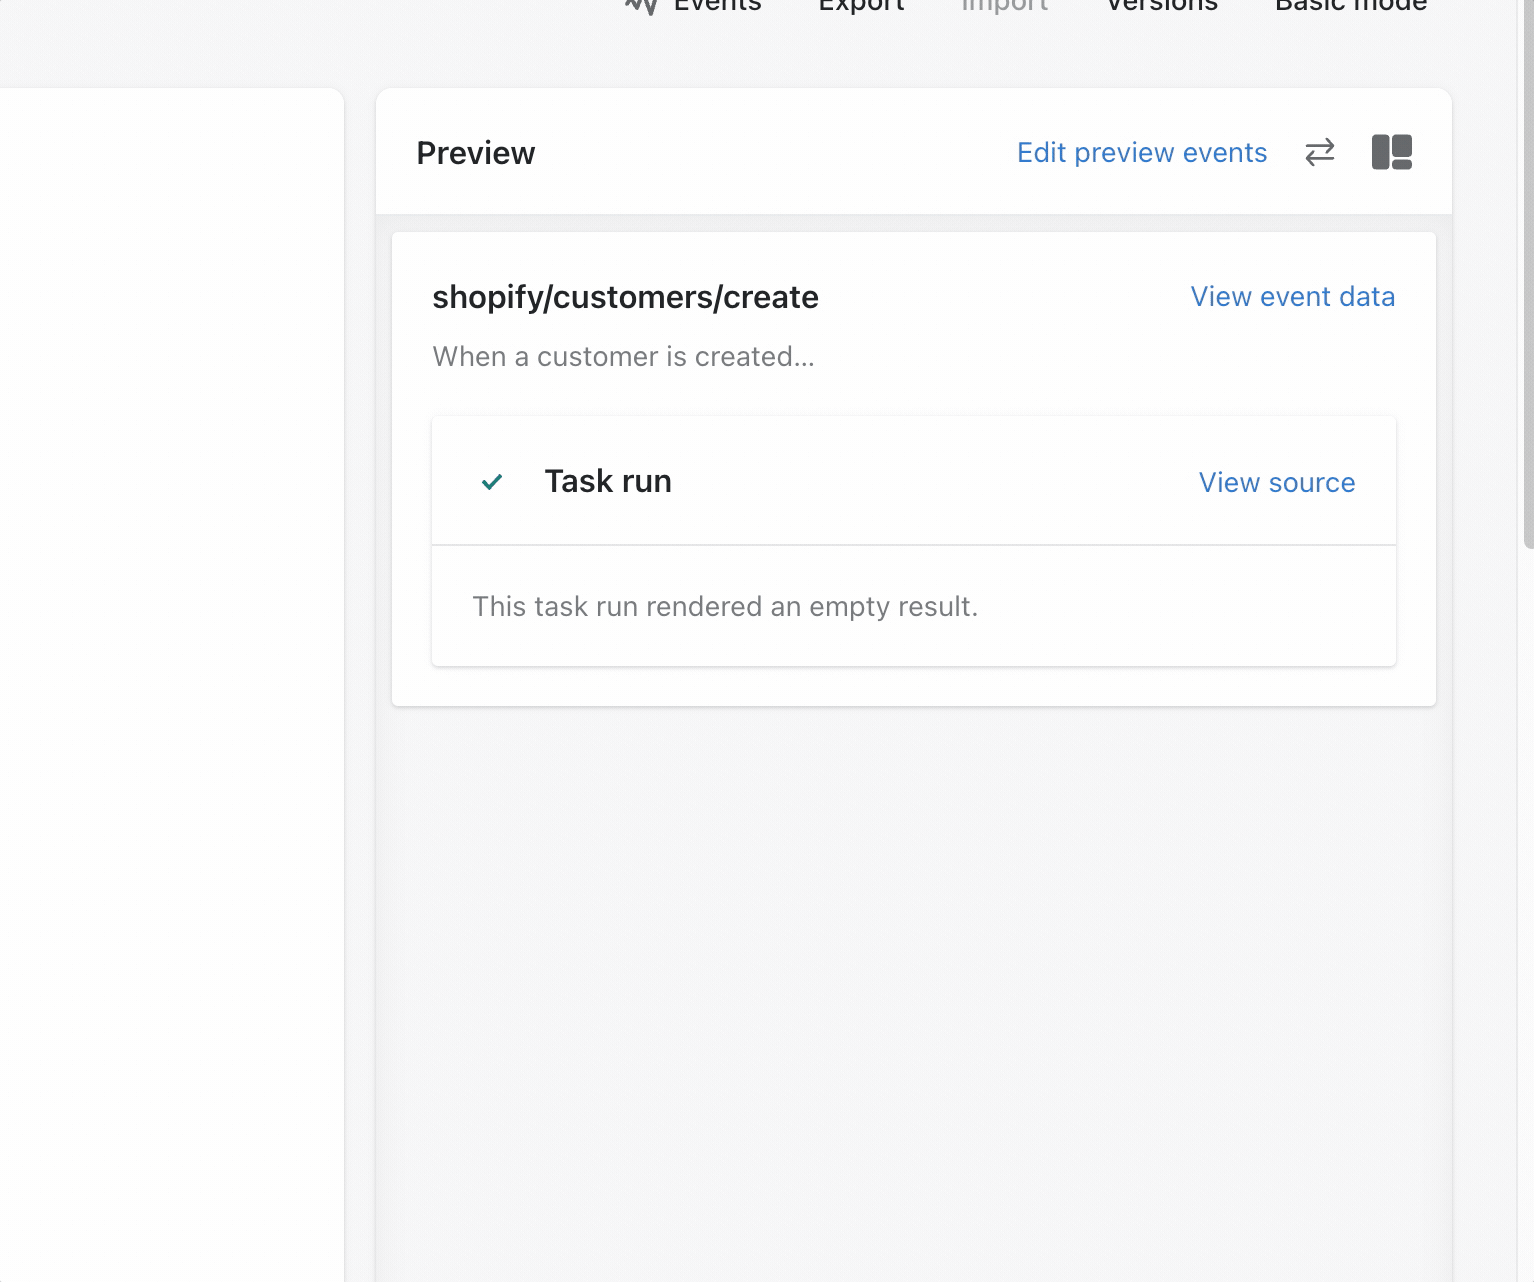 Events Export Import Versions Basic mode
Preview
Edit preview events
shopify/customers/create
View event data
When a customer is created...
Task run
View source
This task run rendered an empty result.